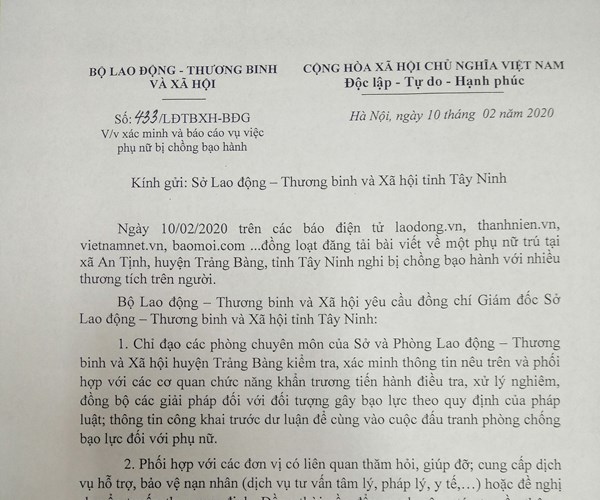 BỘ LAO ĐỘNG - THƯƠNG BINH
VÀ XÃ HỘI
CỘNG HÒA XÃ HỘI CHỦ NGHĨA VIỆT NAM
Độc lập - Tự do - Hạnh phúc
Số: 433/LĐTBXH-BĐG
V/v xác minh và báo cáo vụ việc
phụ nữ bị chồng bạo hành
Hà Nội, ngày 10 tháng 02 năm 2020
Kính gửi: Sở Lao động – Thương binh và Xã hội tỉnh Tây Ninh
Ngày 10/02/2020 trên các báo điện tử laodong.vn, thanhnien.vn,
vietnamnet.vn, baomoi.com ...đồng loạt đăng tải bài viết về một phụ nữ trú tại
xã An Tịnh, huyện Trảng Bàng, tỉnh Tây Ninh nghi bị chồng bạo hành với nhiều
thương tích trên người.
Bộ Lao động – Thương binh và Xã hội yêu cầu đồng chí Giám đốc Sở
Lao động – Thương binh và Xã hội tỉnh Tây Ninh:
1. Chỉ đạo các phòng chuyên môn của Sở và Phòng Lao động – Thương
binh và Xã hội huyện Trảng Bàng kiểm tra, xác minh thông tin nêu trên và phối
hợp với các cơ quan chức năng khẩn trương tiến hành điều tra, xử lý nghiêm,
đồng bộ các giải pháp đối với đối tượng gây bạo lực theo quy định của pháp
luật; thông tin công khai trước dư luận để cùng vào cuộc đấu tranh phòng chống
bạo lực đối với phụ nữ.
2. Phối hợp với các đơn vị có liên quan thăm hỏi, giúp đỡ; cung cấp dịch
vụ hỗ trợ, bảo vệ nạn nhân (dịch vụ tư vấn tâm lý, pháp lý, y tế,…) hoặc đề nghị